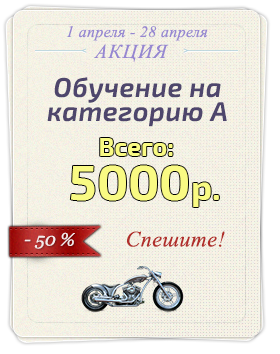 1 апреля - 28 апреля
АКЦИЯ
Обучение на
категорию А
Всего:
5000р.
- 50 %
Спешите!